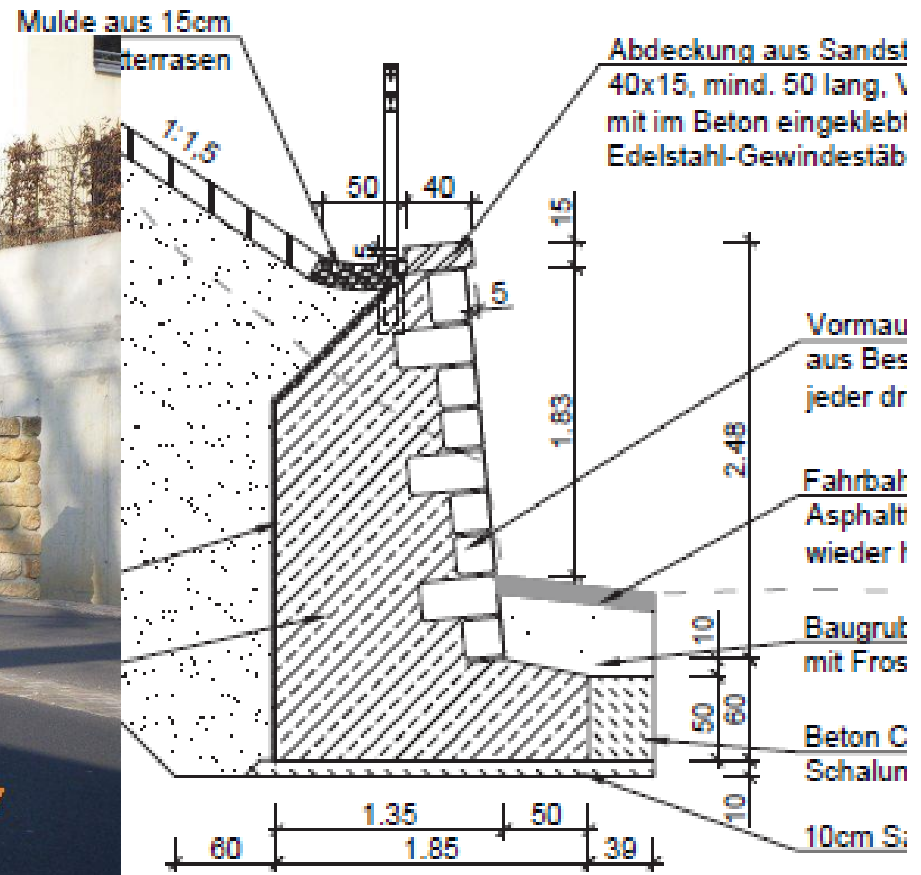 Mulde aus 15cm
terrasen
1:1,5
Abdeckung aus Sandst
40x15, mind. 50 lang, V
mit im Beton eingeklebt
Edelstahl-Gewindestäb
50
40
15
5
5
Vormau
aus Bes
jeder dr
1.83
2.48
Fahrbah
Asphalt
wieder h
Baugrub
mit Fros
10
50
60
Beton C
Schalun
10
10cm Sa
1.35
50
60
1.85
39